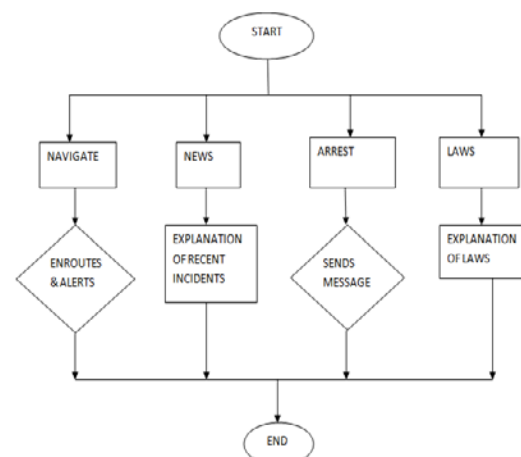 START
NAVIGATE
NEWS
ARREST
LAWS
ENROUTES
& ALERTS
EXPLANATION
OF RECENT
INCIDENTS
SENDS
MESSAGE
EXPLANATION
OF LAWS
END